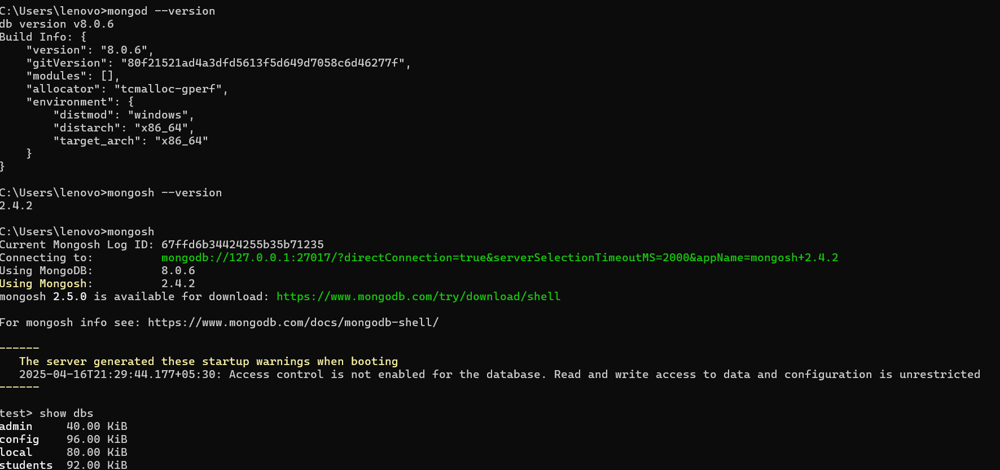 C:\Users\lenovo>mongod --version
db version v8.0.6
Build Info: {
    "version": "8.0.6",
    "gitVersion": "80f21521ad4a3dfd5613f5d649d7058c6d46277f",
    "modules": [],
    "allocator": "tcmalloc-gperf",
    "environment": {
        "distmod": "windows",
        "distarch": "x86_64",
        "target_arch": "x86_64"
    }
}
C:\Users\lenovo>mongosh --version
2.4.2
C:\Users\lenovo>mongosh
Current Mongosh Log ID: 67ffd6b34424255b35b71235
Connecting to:          mongodb://127.0.0.1:27017/?directConnection=true&serverSelectionTimeoutMS=2000&appName=mongosh+2.4.2
Using MongoDB:          8.0.6
Using Mongosh:          2.4.2
mongosh 2.5.0 is available for download: https://www.mongodb.com/try/download/shell
For mongosh info see: https://www.mongodb.com/docs/mongodb-shell/
------
   The server generated these startup warnings when booting
   2025-04-16T21:29:44.177+05:30: Access control is not enabled for the database. Read and write access to data and configuration is unrestricted
------
test> show dbs
admin     40.00 KiB
config    96.00 KiB
local     80.00 KiB
students  92.00 KiB